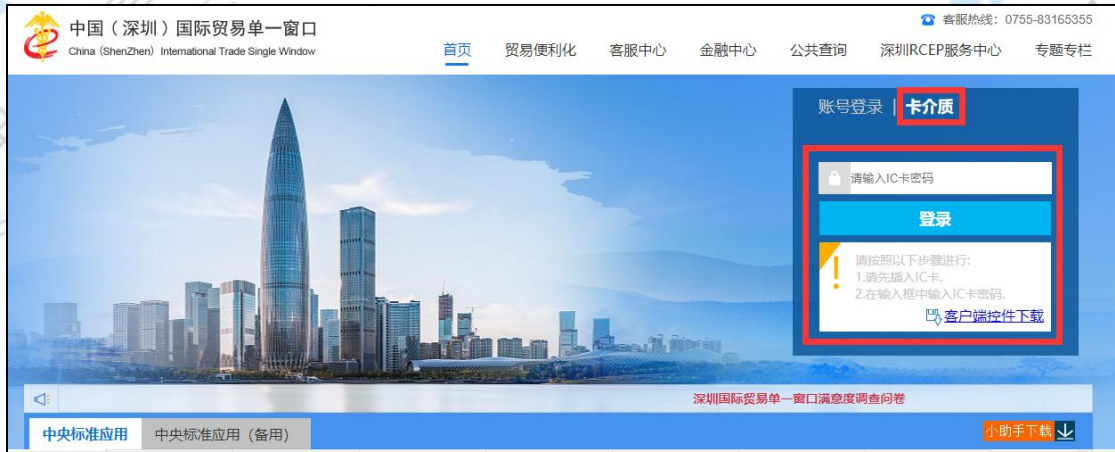 中国（深圳）国际贸易单一窗口
China (ShenZhen) International Trade Single Window
客服热线：0755-83165355
首页 贸易便利化 客服中心 金融中心 公共查询 深圳RCEP服务中心 专题专栏
账号登录 | 卡介质
请输入IC卡密码
登录
请按照以下步骤进行:
1.请先插入IC卡.
2.在输入框中输入IC卡密码.
客户端控件下载
深圳国际贸易单一窗口满意度调查问卷
中央标准应用 中央标准应用（备用） 小助手下载